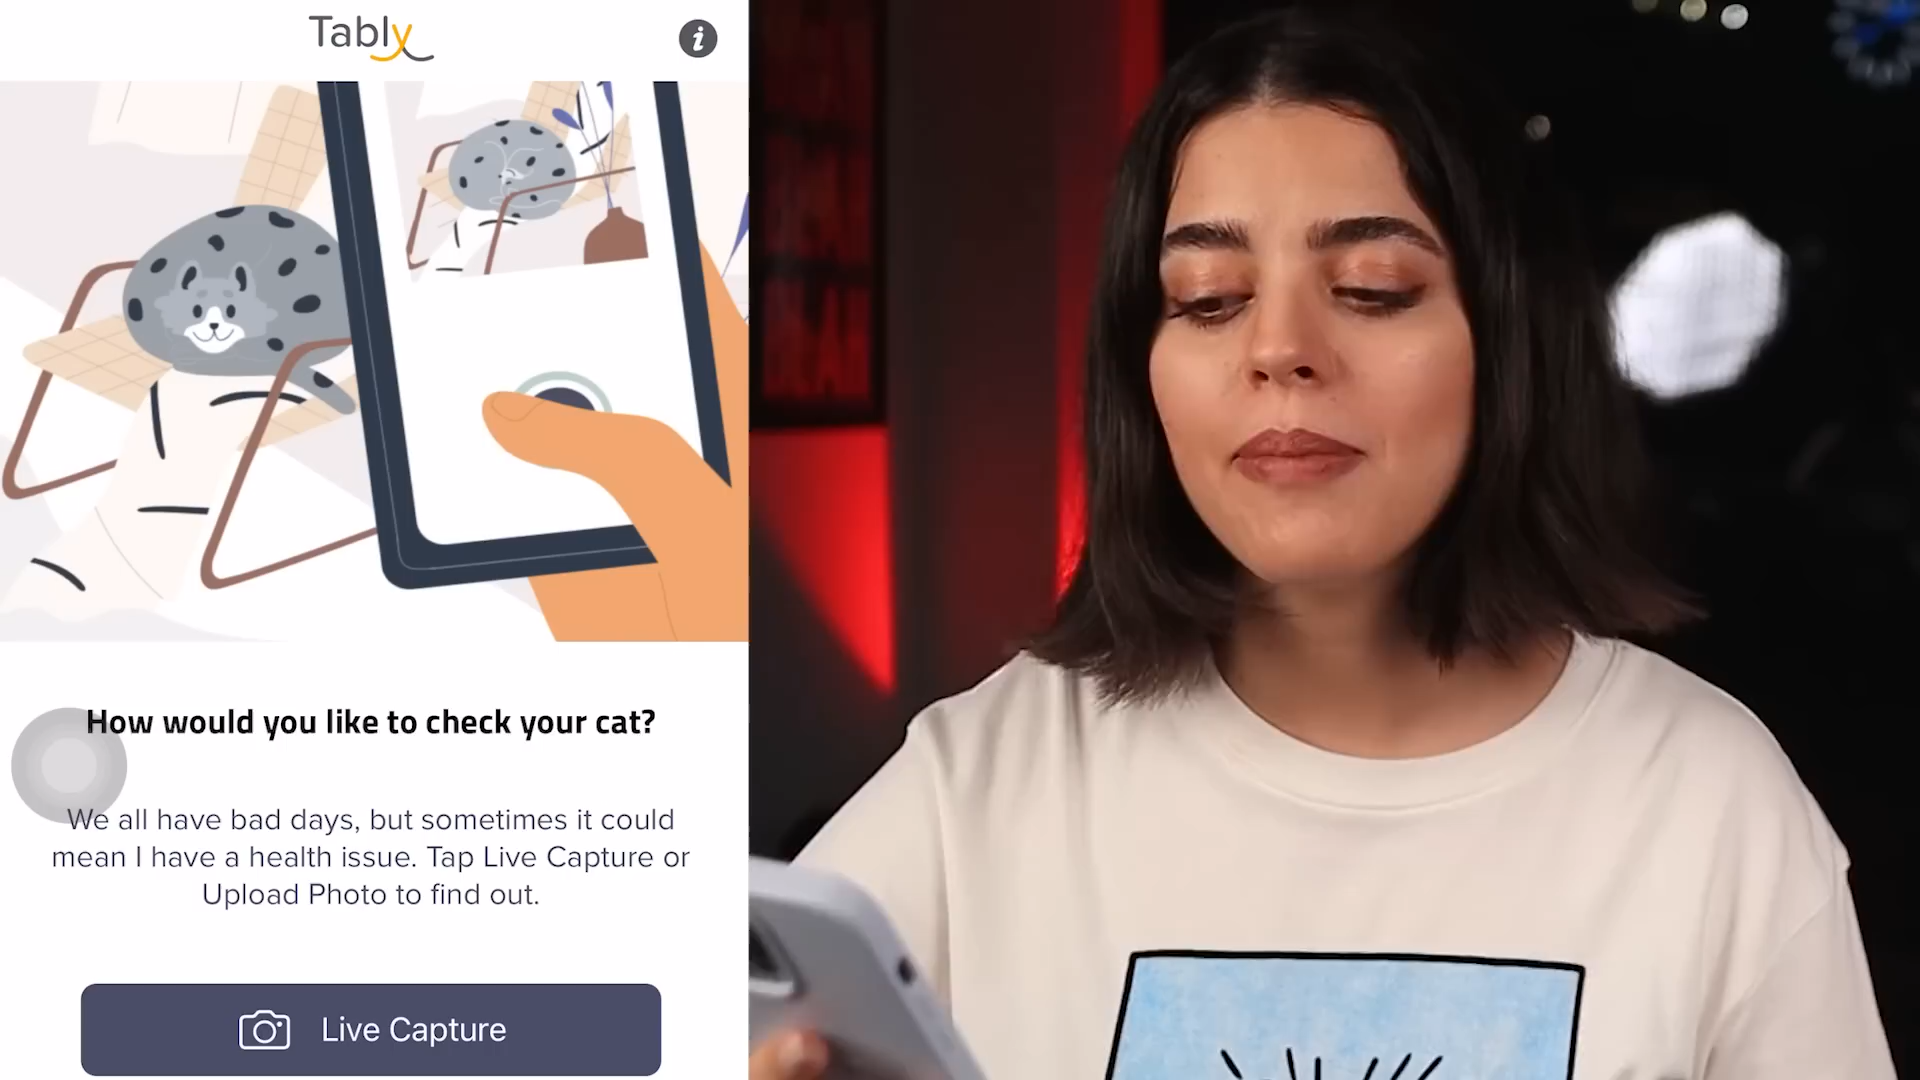 Tably
i
How would you like to check your cat?
We all have bad days, but sometimes it could
mean I have a health issue. Tap Live Capture or
Upload Photo to find out.
Live Capture